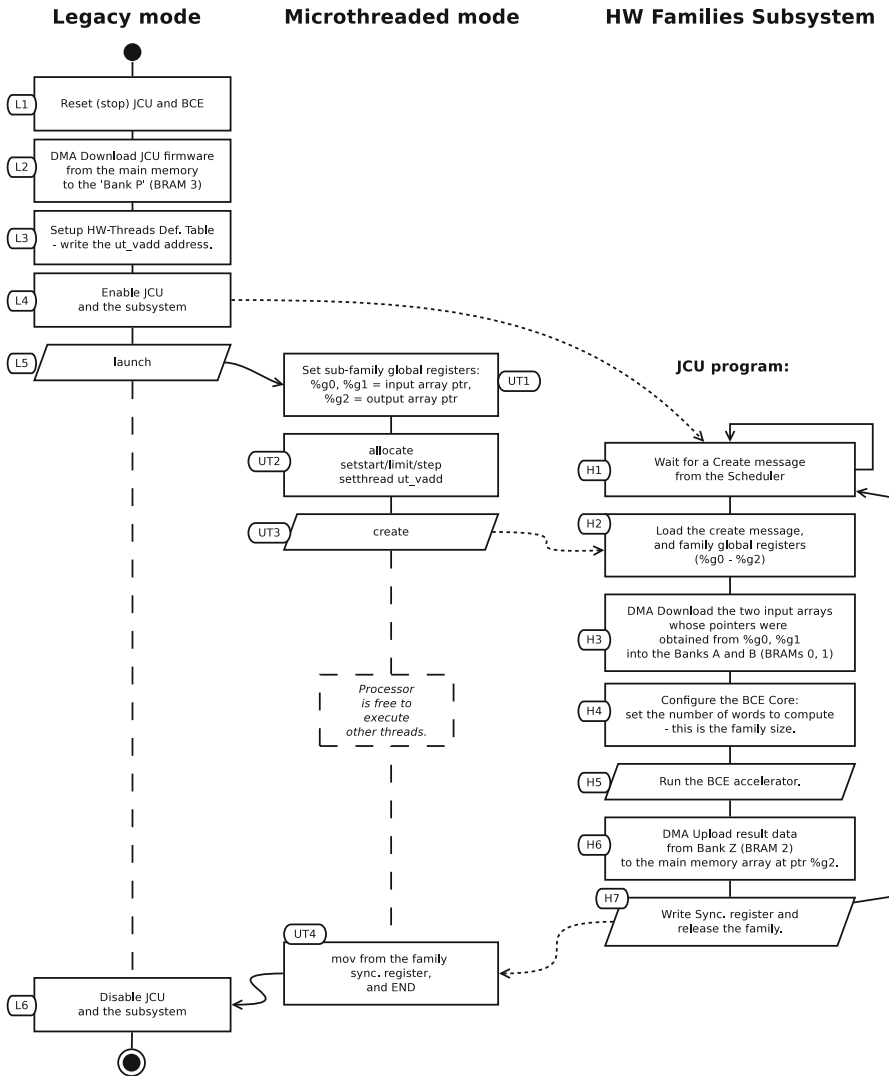 Legacy mode
Microthreaded mode
HW Families Subsystem
L1
Reset (stop) JCU and BCE
L2
DMA Download JCU firmware
from the main memory
to the 'Bank P' (BRAM 3)
L3
Setup HW-Threads Def. Table
- write the ut_vadd address.
L4
Enable JCU
and the subsystem
L5
launch
Set sub-family global registers:
%g0, %g1 = input array ptr,
%g2 = output array ptr
UT1
UT2
allocate
setstart/limit/step
setthread ut_vadd
UT3
create
Processor
is free to
execute
other threads.
JCU program:
H1
Wait for a Create message
from the Scheduler
H2
Load the create message,
and family global registers
(%g0 - %g2)
H3
DMA Download the two input arrays
whose pointers were
obtained from %g0, %g1
into the Banks A and B (BRAMs 0, 1)
H4
Configure the BCE Core:
set the number of words to compute
- this is the family size.
H5
Run the BCE accelerator.
H6
DMA Upload result data
from Bank Z (BRAM 2)
to the main memory array at ptr %g2.
H7
Write Sync. register and
release the family.
UT4
mov from the family
sync. register,
and END
L6
Disable JCU
and the subsystem